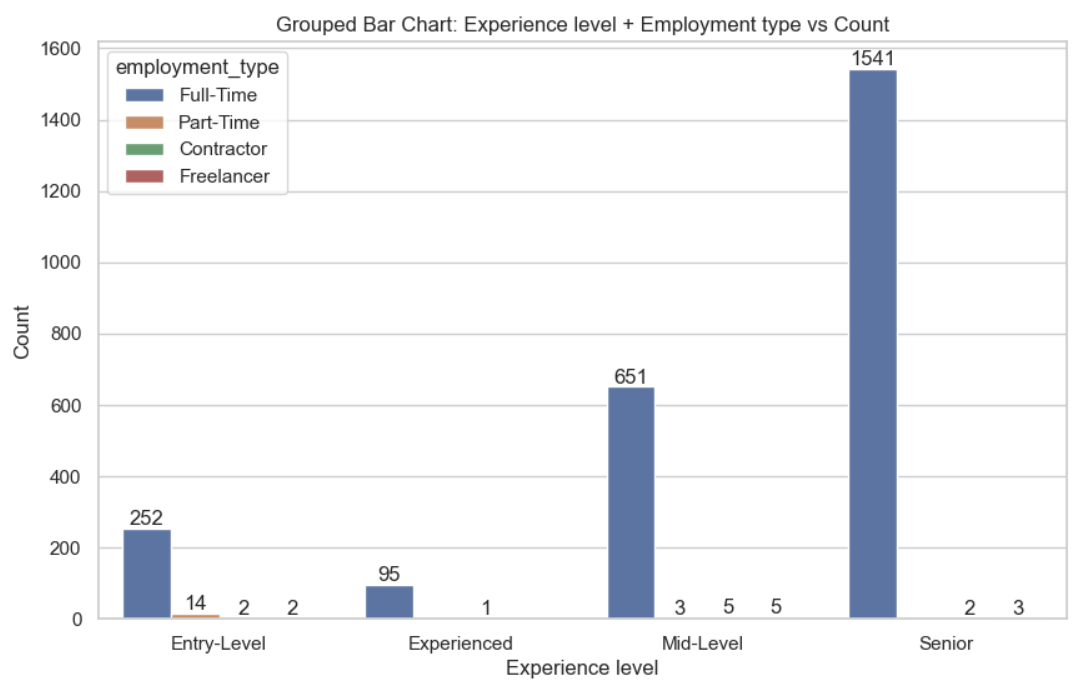 Grouped Bar Chart: Experience level + Employment type vs Count
1600
1400
1200
1000
800
600
400
200
0
Count
employment_type
Full-Time
Part-Time
Contractor
Freelancer
252
14
2
2
95
1
651
3
5
5
1541
2
3
Entry-Level
Experienced
Mid-Level
Senior
Experience level